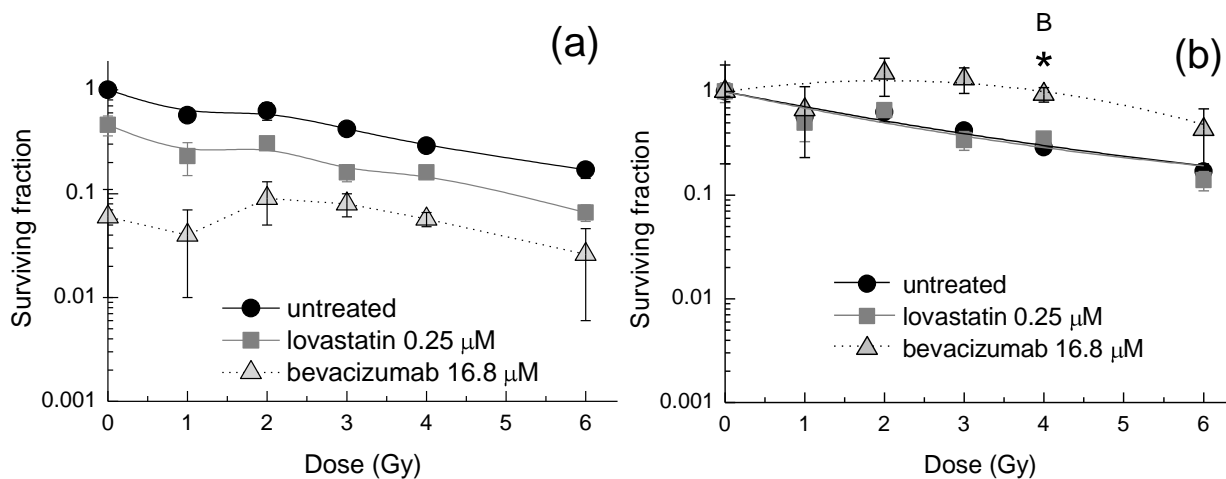 (a)
Surviving fraction
1
0.1
0.01
0.001
untreated
lovastatin 0.25 μM
bevacizumab 16.8 μM
0 1 2 3 4 5 6
Dose (Gy)
B
*
(b)
Surviving fraction
1
0.1
0.01
0.001
untreated
lovastatin 0.25 μM
bevacizumab 16.8 μM
0 1 2 3 4 5 6
Dose (Gy)